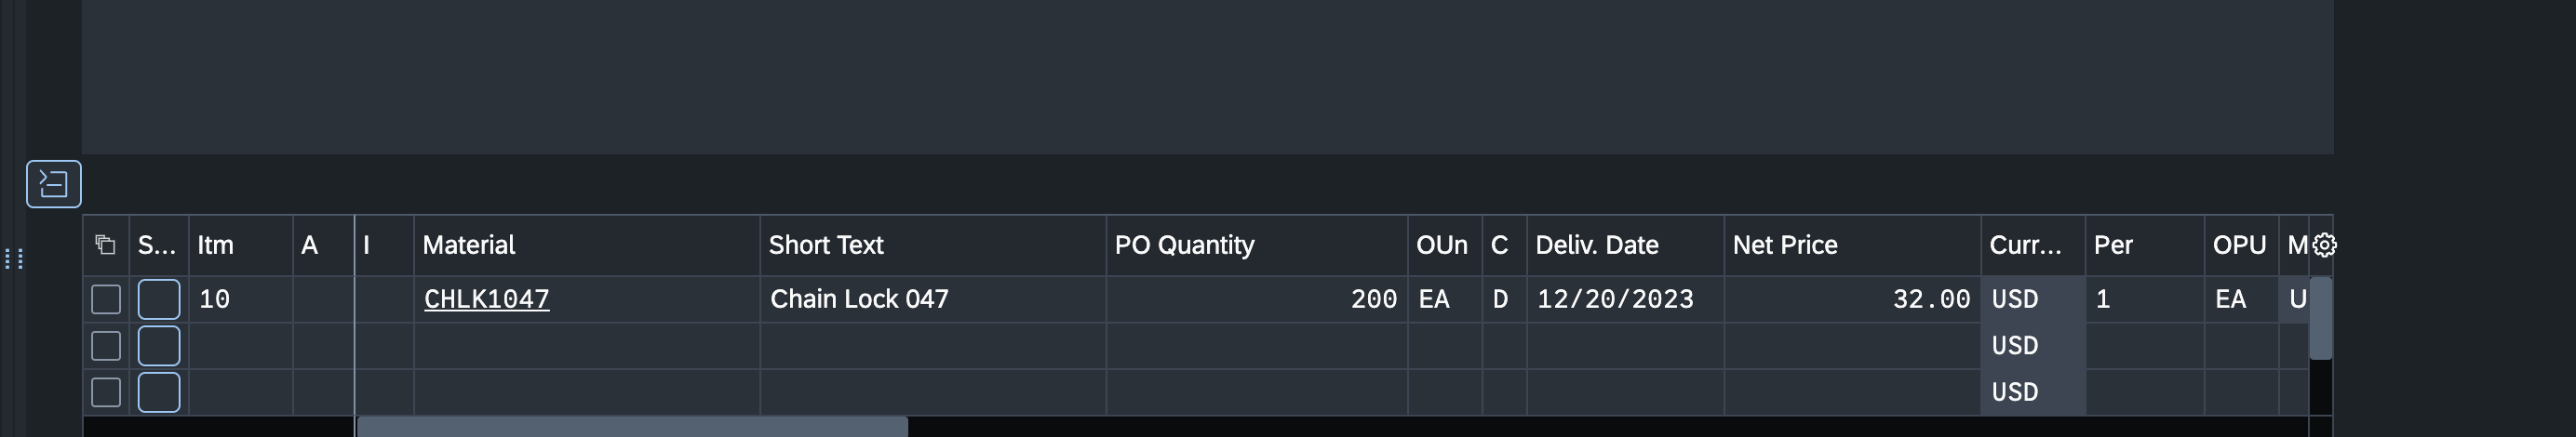 S... Itm A I Material Short Text PO Quantity OUn C Deliv. Date Net Price Curr... Per OPU M
10 CHLK1047 Chain Lock 047 200 EA D 12/20/2023 32.00 USD 1 EA U
USD
USD